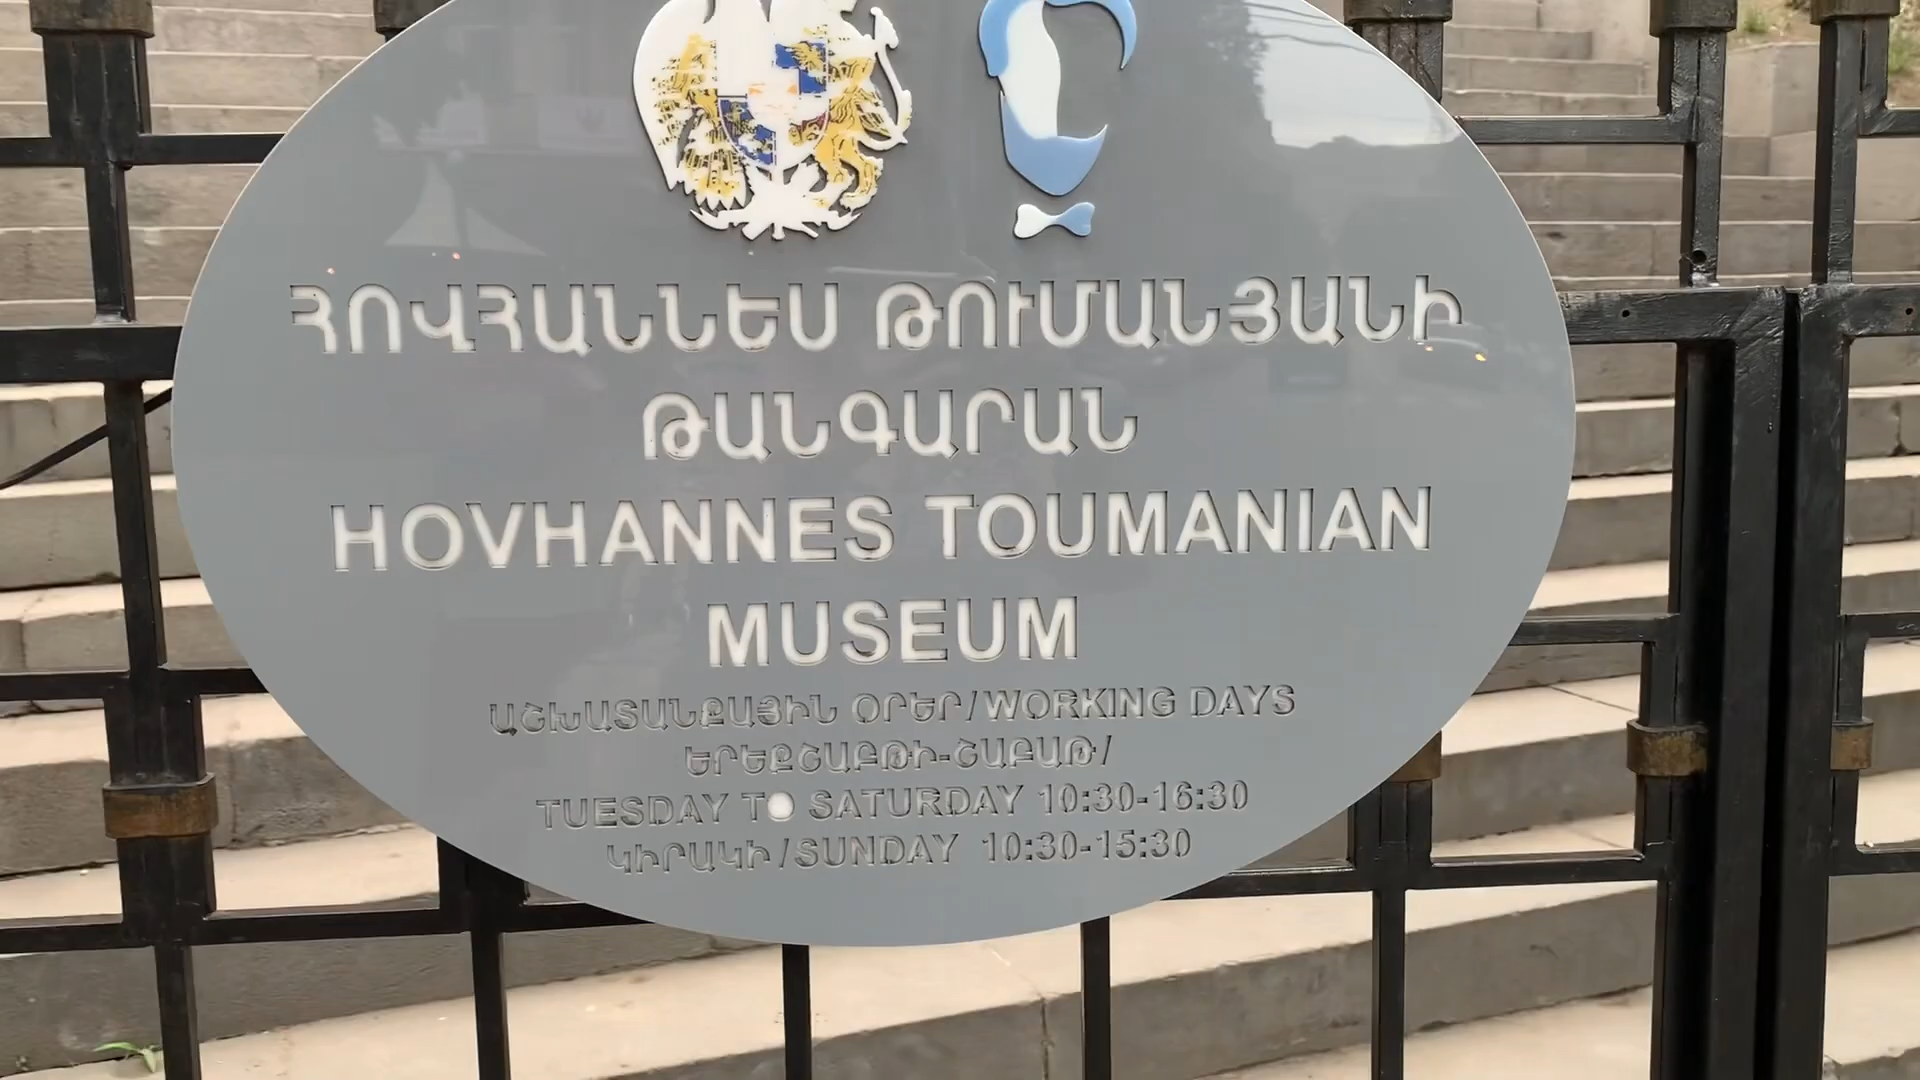 ՀՈՎՀԱՆՆԵՍ ԹՈՒՄԱՆՅԱՆԻ
ԹԱՆԳԱՐԱՆ
HOVHANNES TOUMANIAN
MUSEUM
ԱՇԽԱՏԱՆՔԱՅԻՆ ՕՐԵՐ/WORKING DAYS
ԵՐԵՔՇԱԲԹԻ-ՇԱԲԱԹ/
TUESDAY TO SATURDAY 10:30-16:30
ԿԻՐԱԿԻ/SUNDAY 10:30-15:30